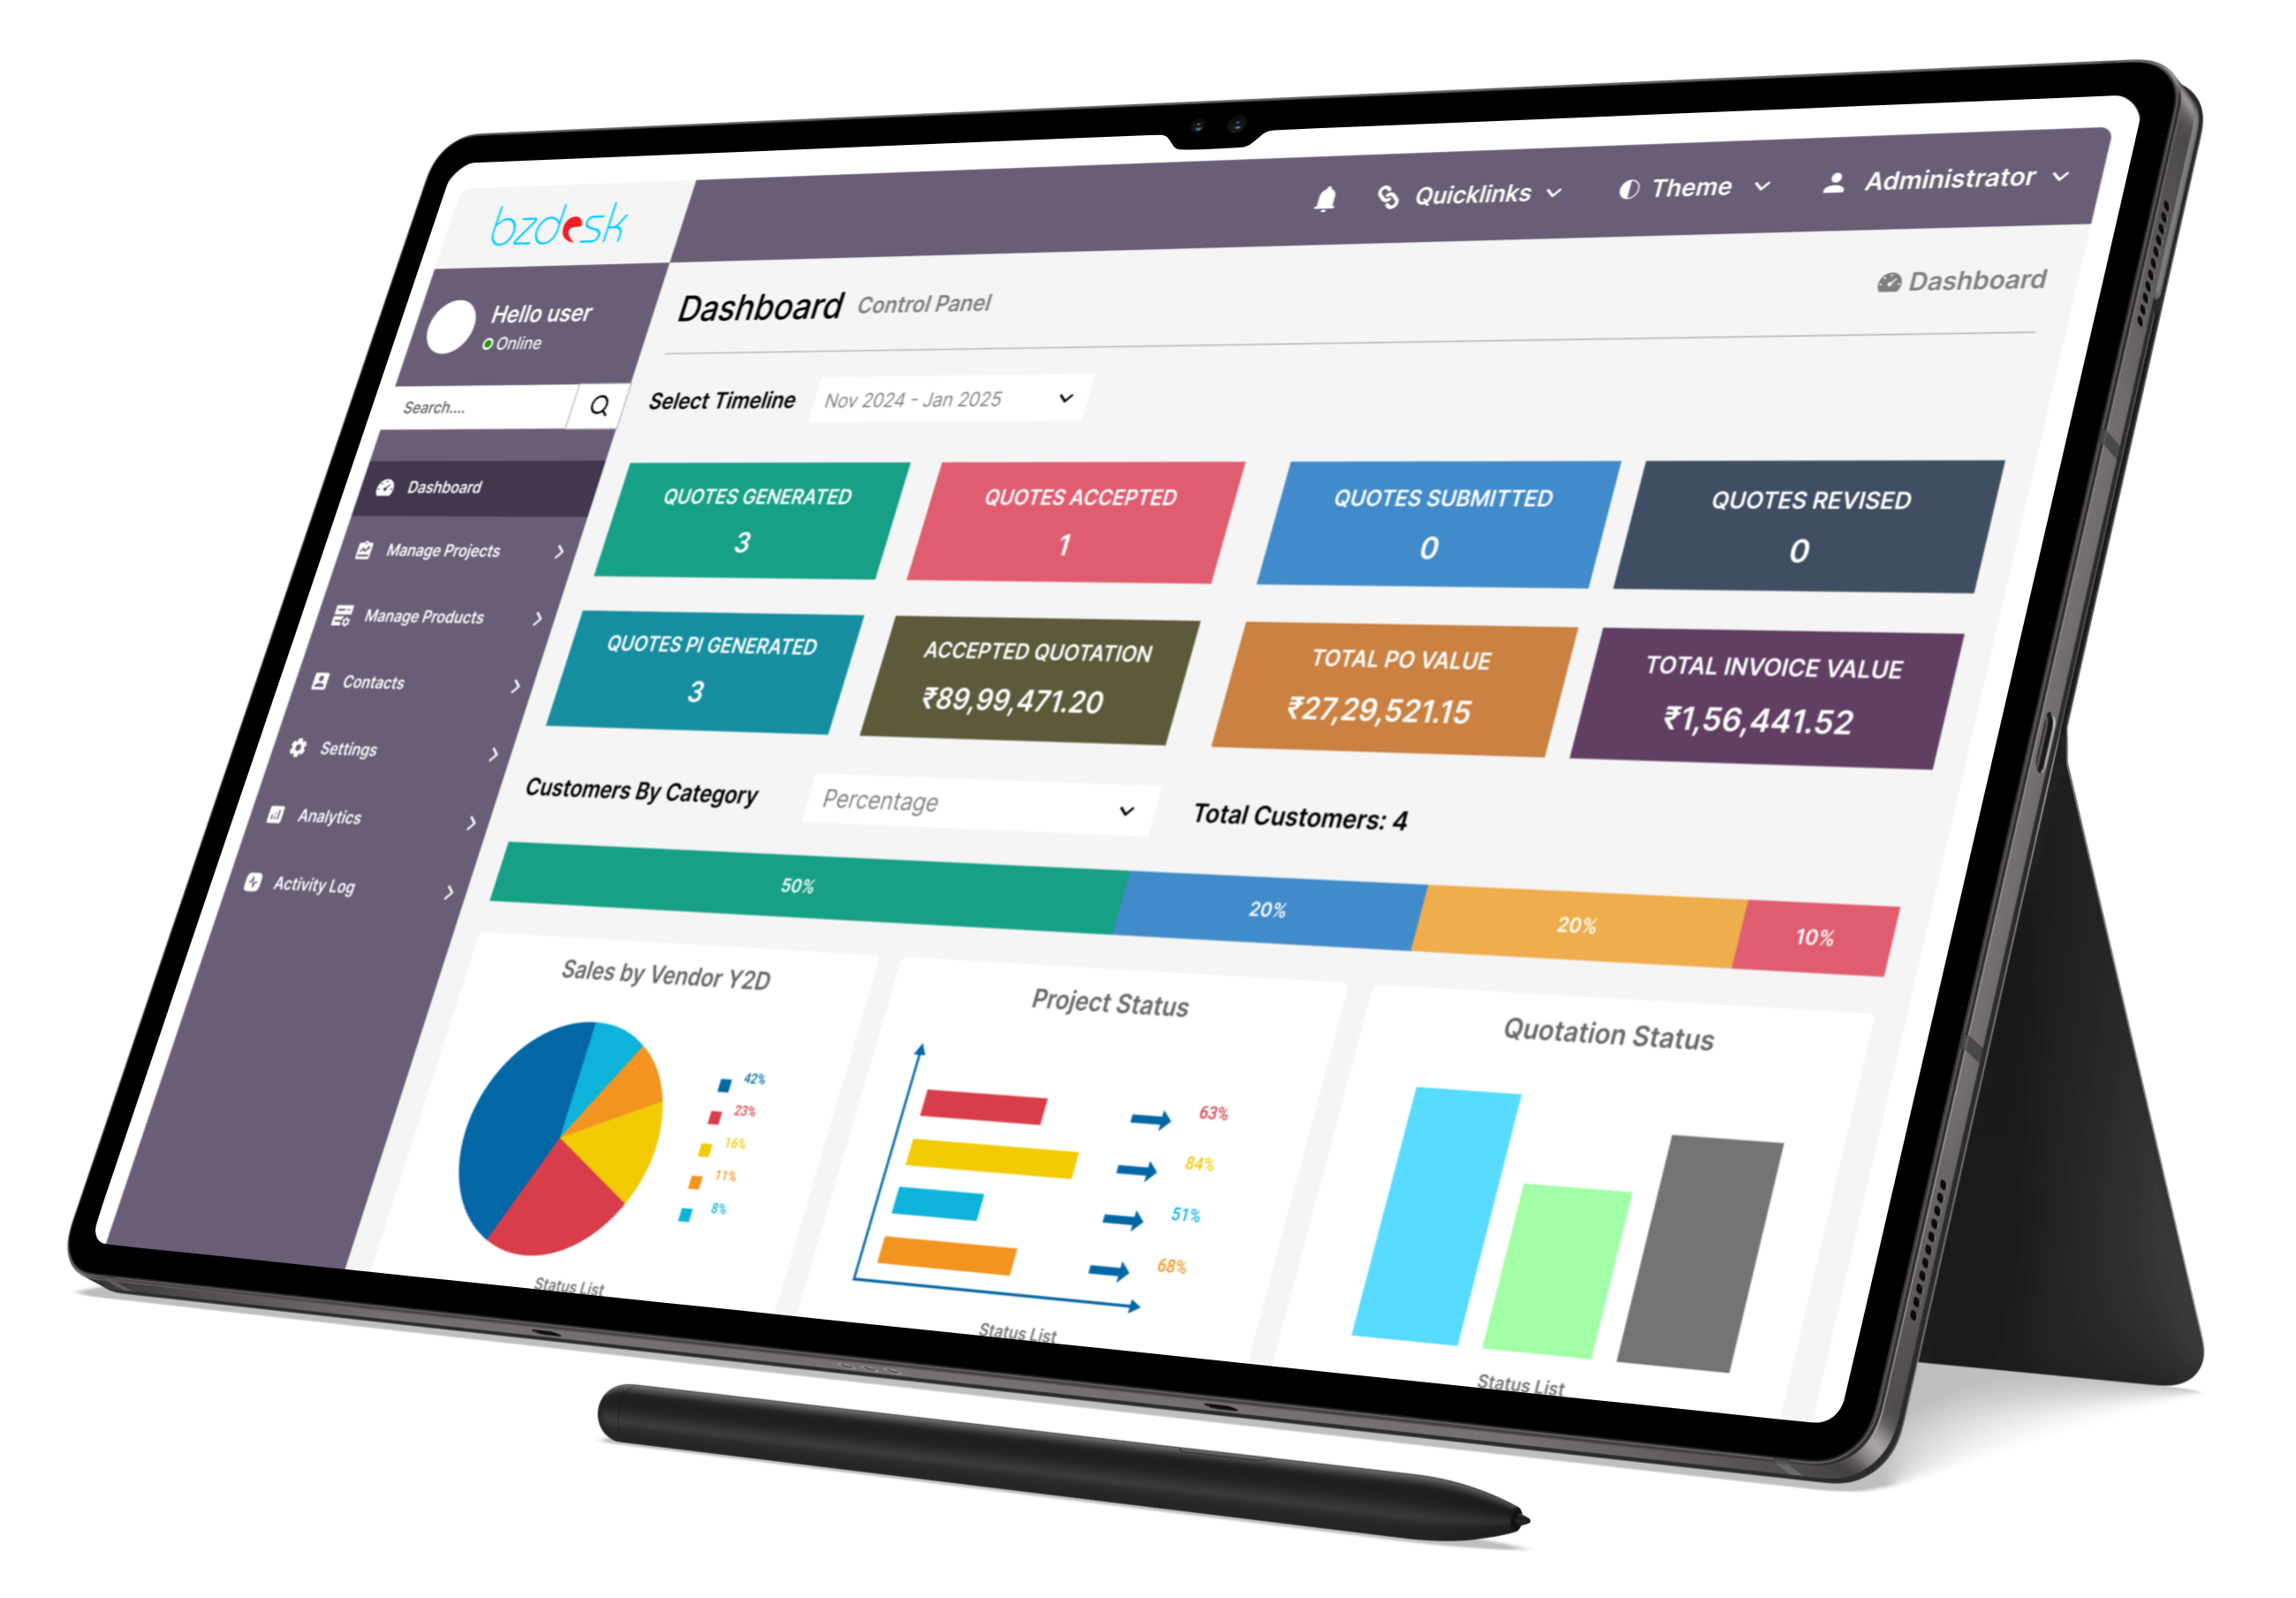 bzdesk
Quicklinks
Theme
Administrator
Hello user
Online
Search....
Dashboard
Manage Projects
Manage Products
Contacts
Settings
Analytics
Activity Log
Dashboard Control Panel
Dashboard
Select Timeline
Nov 2024 - Jan 2025
QUOTES GENERATED
3
QUOTES ACCEPTED
1
QUOTES SUBMITTED
0
QUOTES REVISED
0
QUOTES PI GENERATED
3
ACCEPTED QUOTATION
₹89,99,471.20
TOTAL PO VALUE
₹27,29,521.15
TOTAL INVOICE VALUE
₹1,56,441.52
Customers By Category
Percentage
Total Customers: 4
50%
20%
20%
10%
Sales by Vendor Y2D
42%
23%
16%
11%
8%
Status List
Project Status
63%
84%
51%
68%
Status List
Quotation Status
Status List